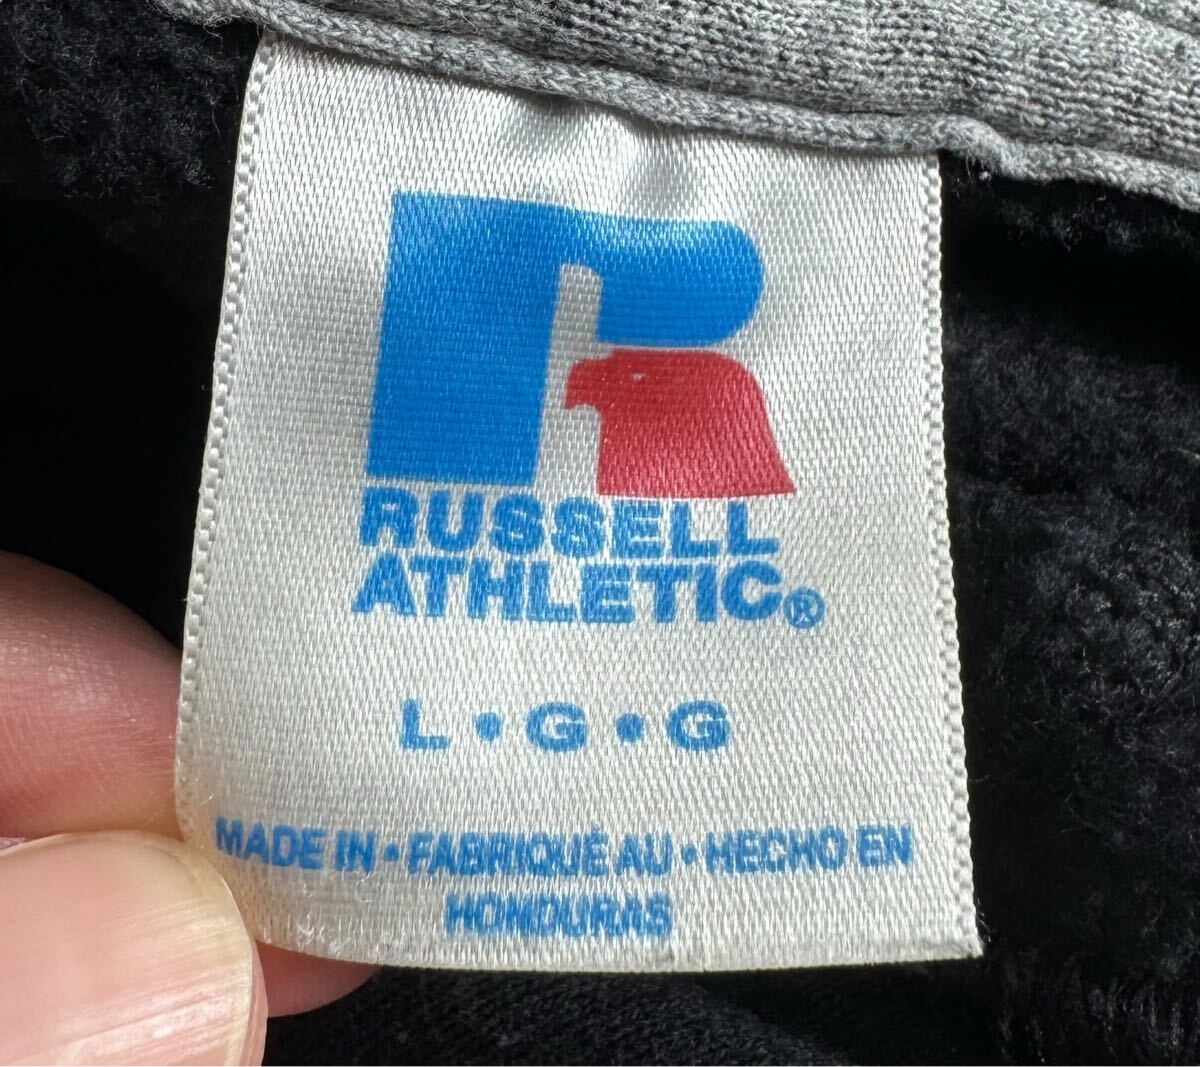 RUSSELL
ATHLETIC®
L • G • G
MADE IN • FABRIQUÉ AU • HECHO EN
HONDURAS